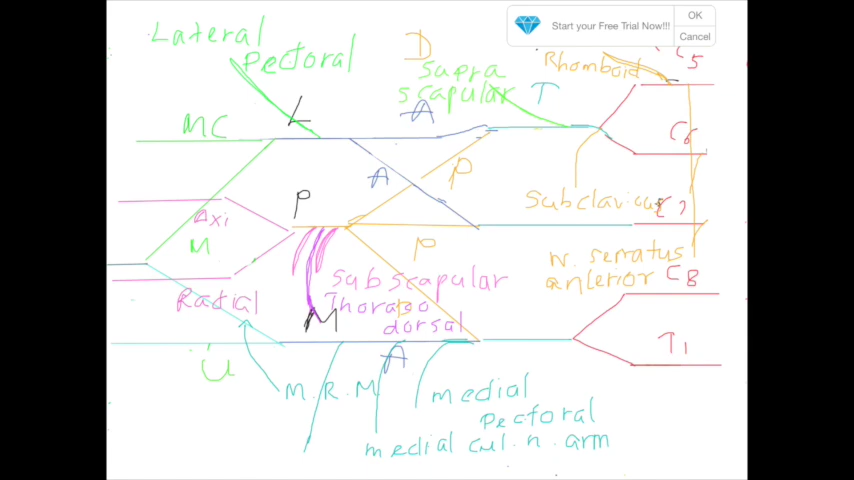 Start your Free Trial Now!!!
OK
Cancel
Lateral
Pectoral
D
Supra
scapular
T
Rhomboid
C5
MC
L
A
C6
A
P
Axi
P
Subclavious
C7
M
P
N. serratus
anterior
C8
Radial
Subscapular
Thoraco
dorsal
P
M
A
T1
U
M.R.M
medial
Pectoral
medial cut. n. arm